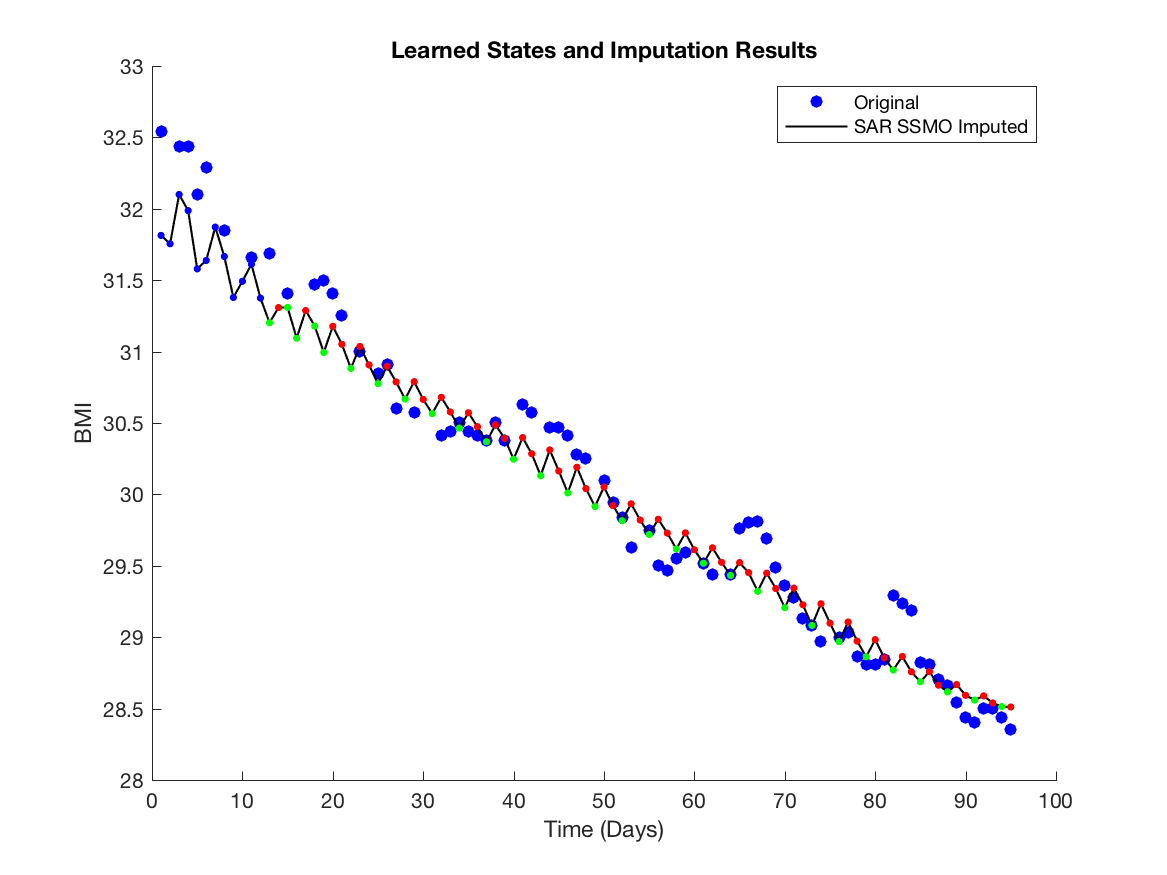 Learned States and Imputation Results
Original
SAR SSMO Imputed
33
32.5
32
31.5
31
30.5
30
29.5
29
28.5
28
BMI
0 10 20 30 40 50 60 70 80 90 100
Time (Days)